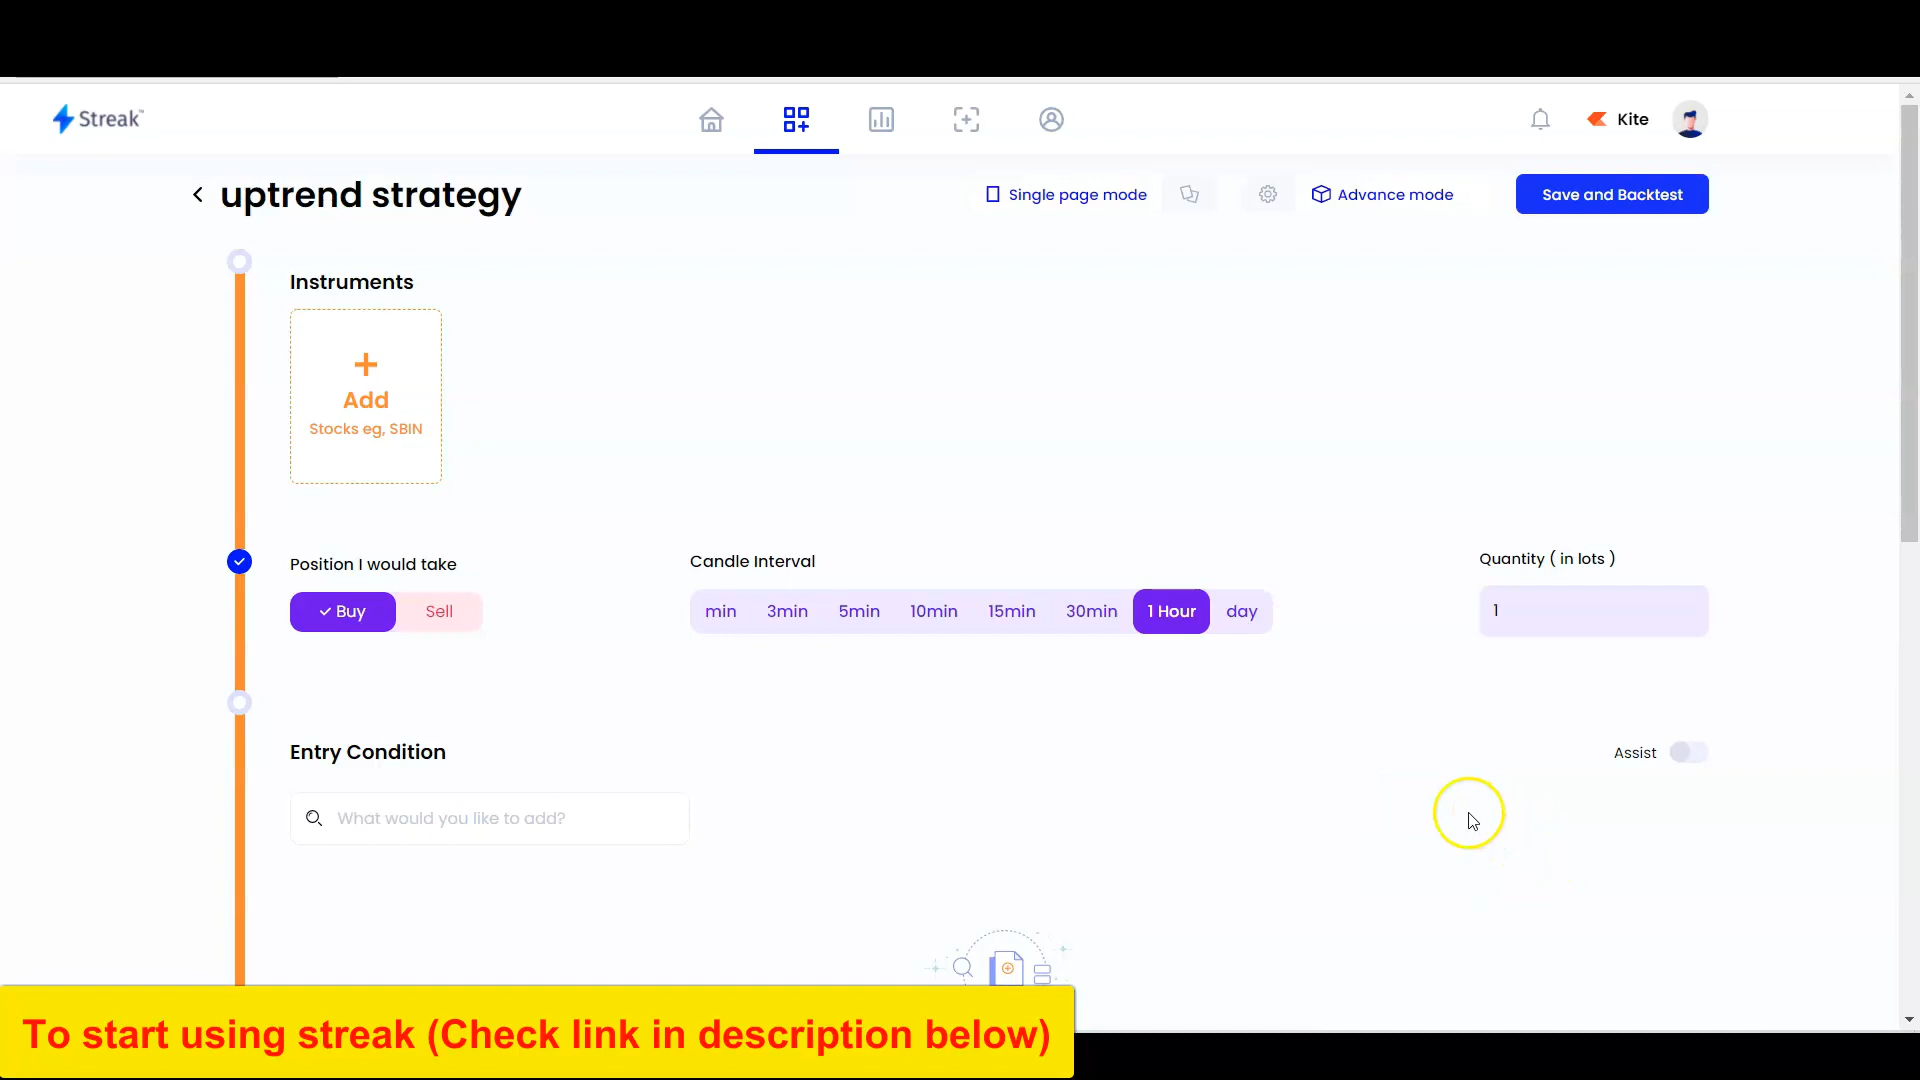 Streak™
Kite
uptrend strategy
Single page mode
Advance mode
Save and Backtest
Instruments
Add
Stocks eg, SBIN
Position I would take
Candle Interval
Quantity ( in lots )
Buy
Sell
min
3min
5min
10min
15min
30min
1 Hour
day
1
Entry Condition
Assist
What would you like to add?
To start using streak (Check link in description below)